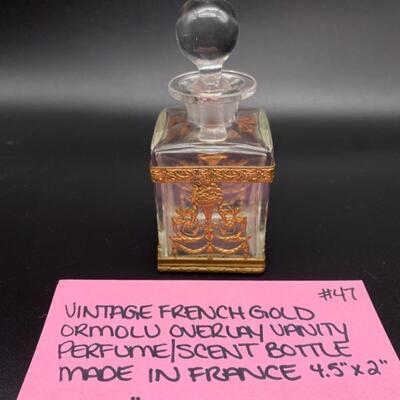 #47
VINTAGE FRENCH GOLD
ORMOLU OVERLAY VANITY
PERFUME/SCENT BOTTLE
MADE IN FRANCE 4.5"X2"